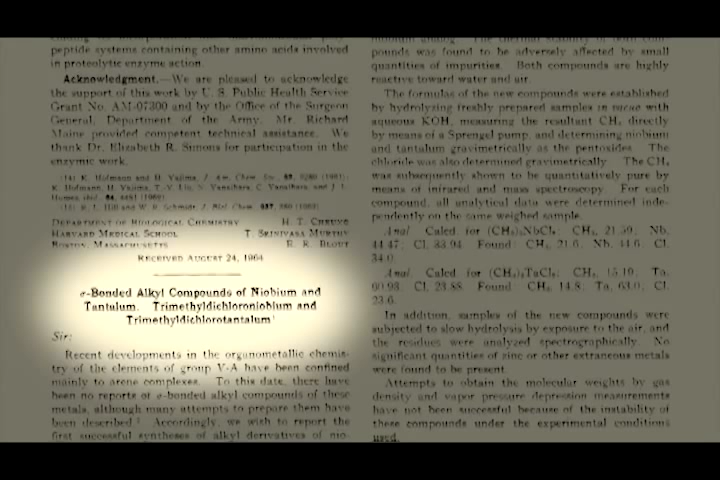 peptide systems containing other amino acids involved
in proteolytic enzyme action.
Acknowledgment.—We are pleased to acknowledge
the support of this work by U. S. Public Health Service
Grant No. AM-07300 and by the Office of the Surgeon
General, Department of the Army. Mr. Richard
Maine provided competent technical assistance. We
thank Dr. Elizabeth R. Simons for participation in the
enzymic work.
DEPARTMENT OF BIOLOGICAL CHEMISTRY H. T. CHEUNG
HARVARD MEDICAL SCHOOL T. SRINIVASA MURTHY
BOSTON, MASSACHUSETTS E. R. BLOUT
RECEIVED AUGUST 24, 1964
σ-Bonded Alkyl Compounds of Niobium and
Tantulum. Trimethyldichloroniobium and
Trimethyldichlorotantalum¹
Sir:
Recent developments in the organometallic chemis-
try of the elements of group V-A have been confined
mainly to arene complexes. To this date, there have
been no reports of σ-bonded alkyl compounds of these
metals, although many attempts to prepare them have
been described.² Accordingly, we wish to report the
first successful syntheses of alkyl derivatives of nio-
pounds was found to be adversely affected by small
quantities of impurities. Both compounds are highly
reactive toward water and air.
The formulas of the new compounds were established
by hydrolyzing freshly prepared samples in vacuo with
aqueous KOH, measuring the resultant CH₄ directly
by means of a Sprengel pump, and determining niobium
and tantalum gravimetrically as the pentoxides. The
chloride was also determined gravimetrically. The CH₄
was subsequently shown to be quantitatively pure by
means of infrared and mass spectroscopy. For each
compound, all analytical data were determined inde-
pendently on the same weighed sample.
Anal. Calcd for (CH₃)₃NbCl₂: CH₃, 21.59; Nb,
44.47; Cl, 33.94. Found: CH₃, 21.6; Nb, 44.6; Cl,
34.0.
Anal. Calcd for (CH₃)₃TaCl₂: CH₃, 15.19; Ta,
60.93; Cl, 23.88. Found: CH₃, 14.8; Ta, 63.0; Cl,
23.6.
In addition, samples of the new compounds were
subjected to slow hydrolysis by exposure to the air, and
the residues were analyzed spectrographically. No
significant quantities of zinc or other extraneous metals
were found to be present.
Attempts to obtain the molecular weights by gas
density and vapor pressure depression measurements
have not been successful because of the instability of
these compounds under the experimental conditions
used.